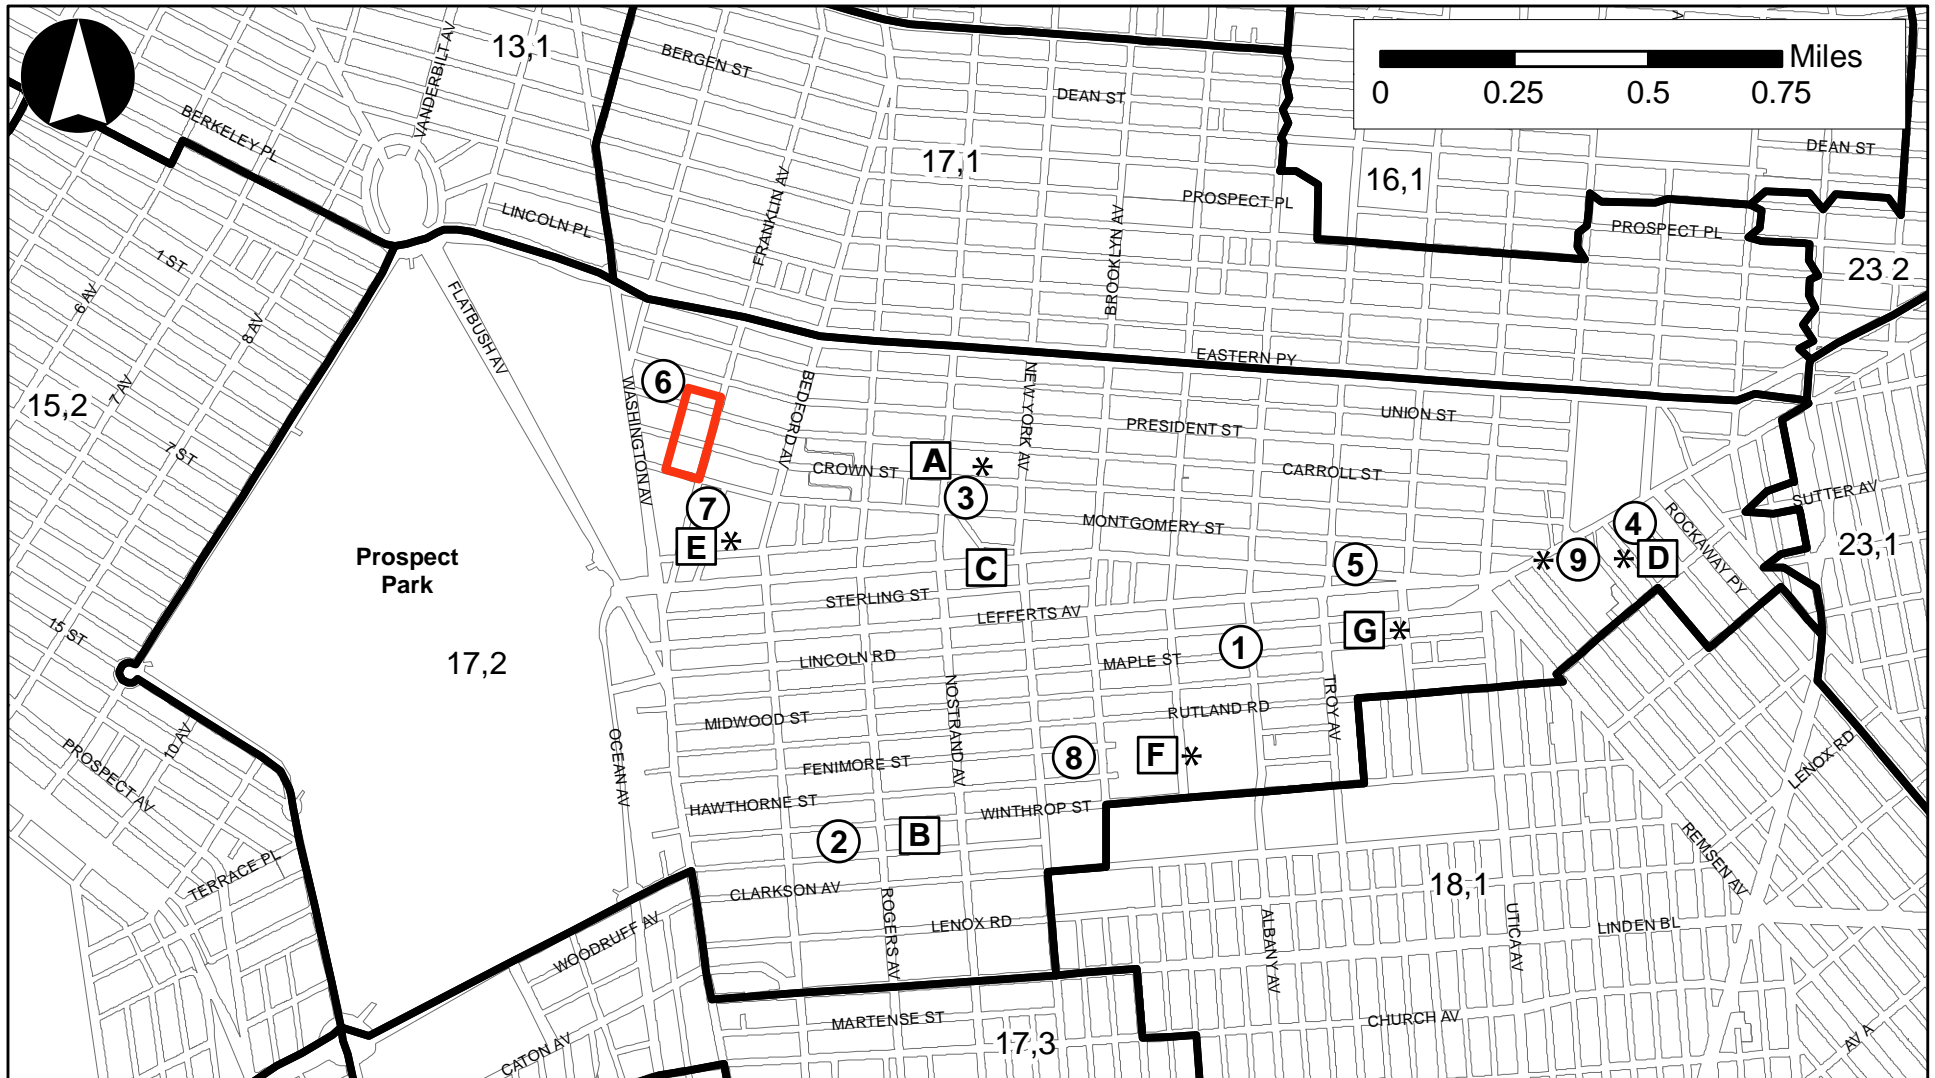 13,1
VANDERBILT AV
BERGEN ST
DEAN ST
Miles
0 0.25 0.5 0.75
BERKELEY PL
DEAN ST
17,1
16,1
FRANKLIN AV
PROSPECT PL
LINCOLN PL
BROOKLYN AV
PROSPECT PL
1 ST
23 2
6 AV
FLATBUSH AV
8 AV
EASTERN PY
15,2
7 AV
6
WASHINGTON AV
BEDFORD AV
NEW YORK AV
UNION ST
PRESIDENT ST
7 ST
A *
CROWN ST
CARROLL ST
3
SUTTER AV
7
MONTGOMERY ST
4
ROCKAWAY PY
E *
23,1
Prospect
Park
C
5
* 9 * D
STERLING ST
LEFFERTS AV
15 ST
G *
1
17,2
LINCOLN RD
MAPLE ST
NOSTRAND AV
TROY AV
MIDWOOD ST
RUTLAND RD
10 AV
PROSPECT AV
OCEAN AV
FENIMORE ST
8
F *
LENOX RD
HAWTHORNE ST
WINTHROP ST
2
B
REMSEN AV
TERRACE PL
CLARKSON AV
18,1
ROGERS AV
LENOX RD
ALBANY AV
UTICA AV
LINDEN BL
WOODRUFF AV
MARTENSE ST
CHURCH AV
17,3
CATON AV
AV A